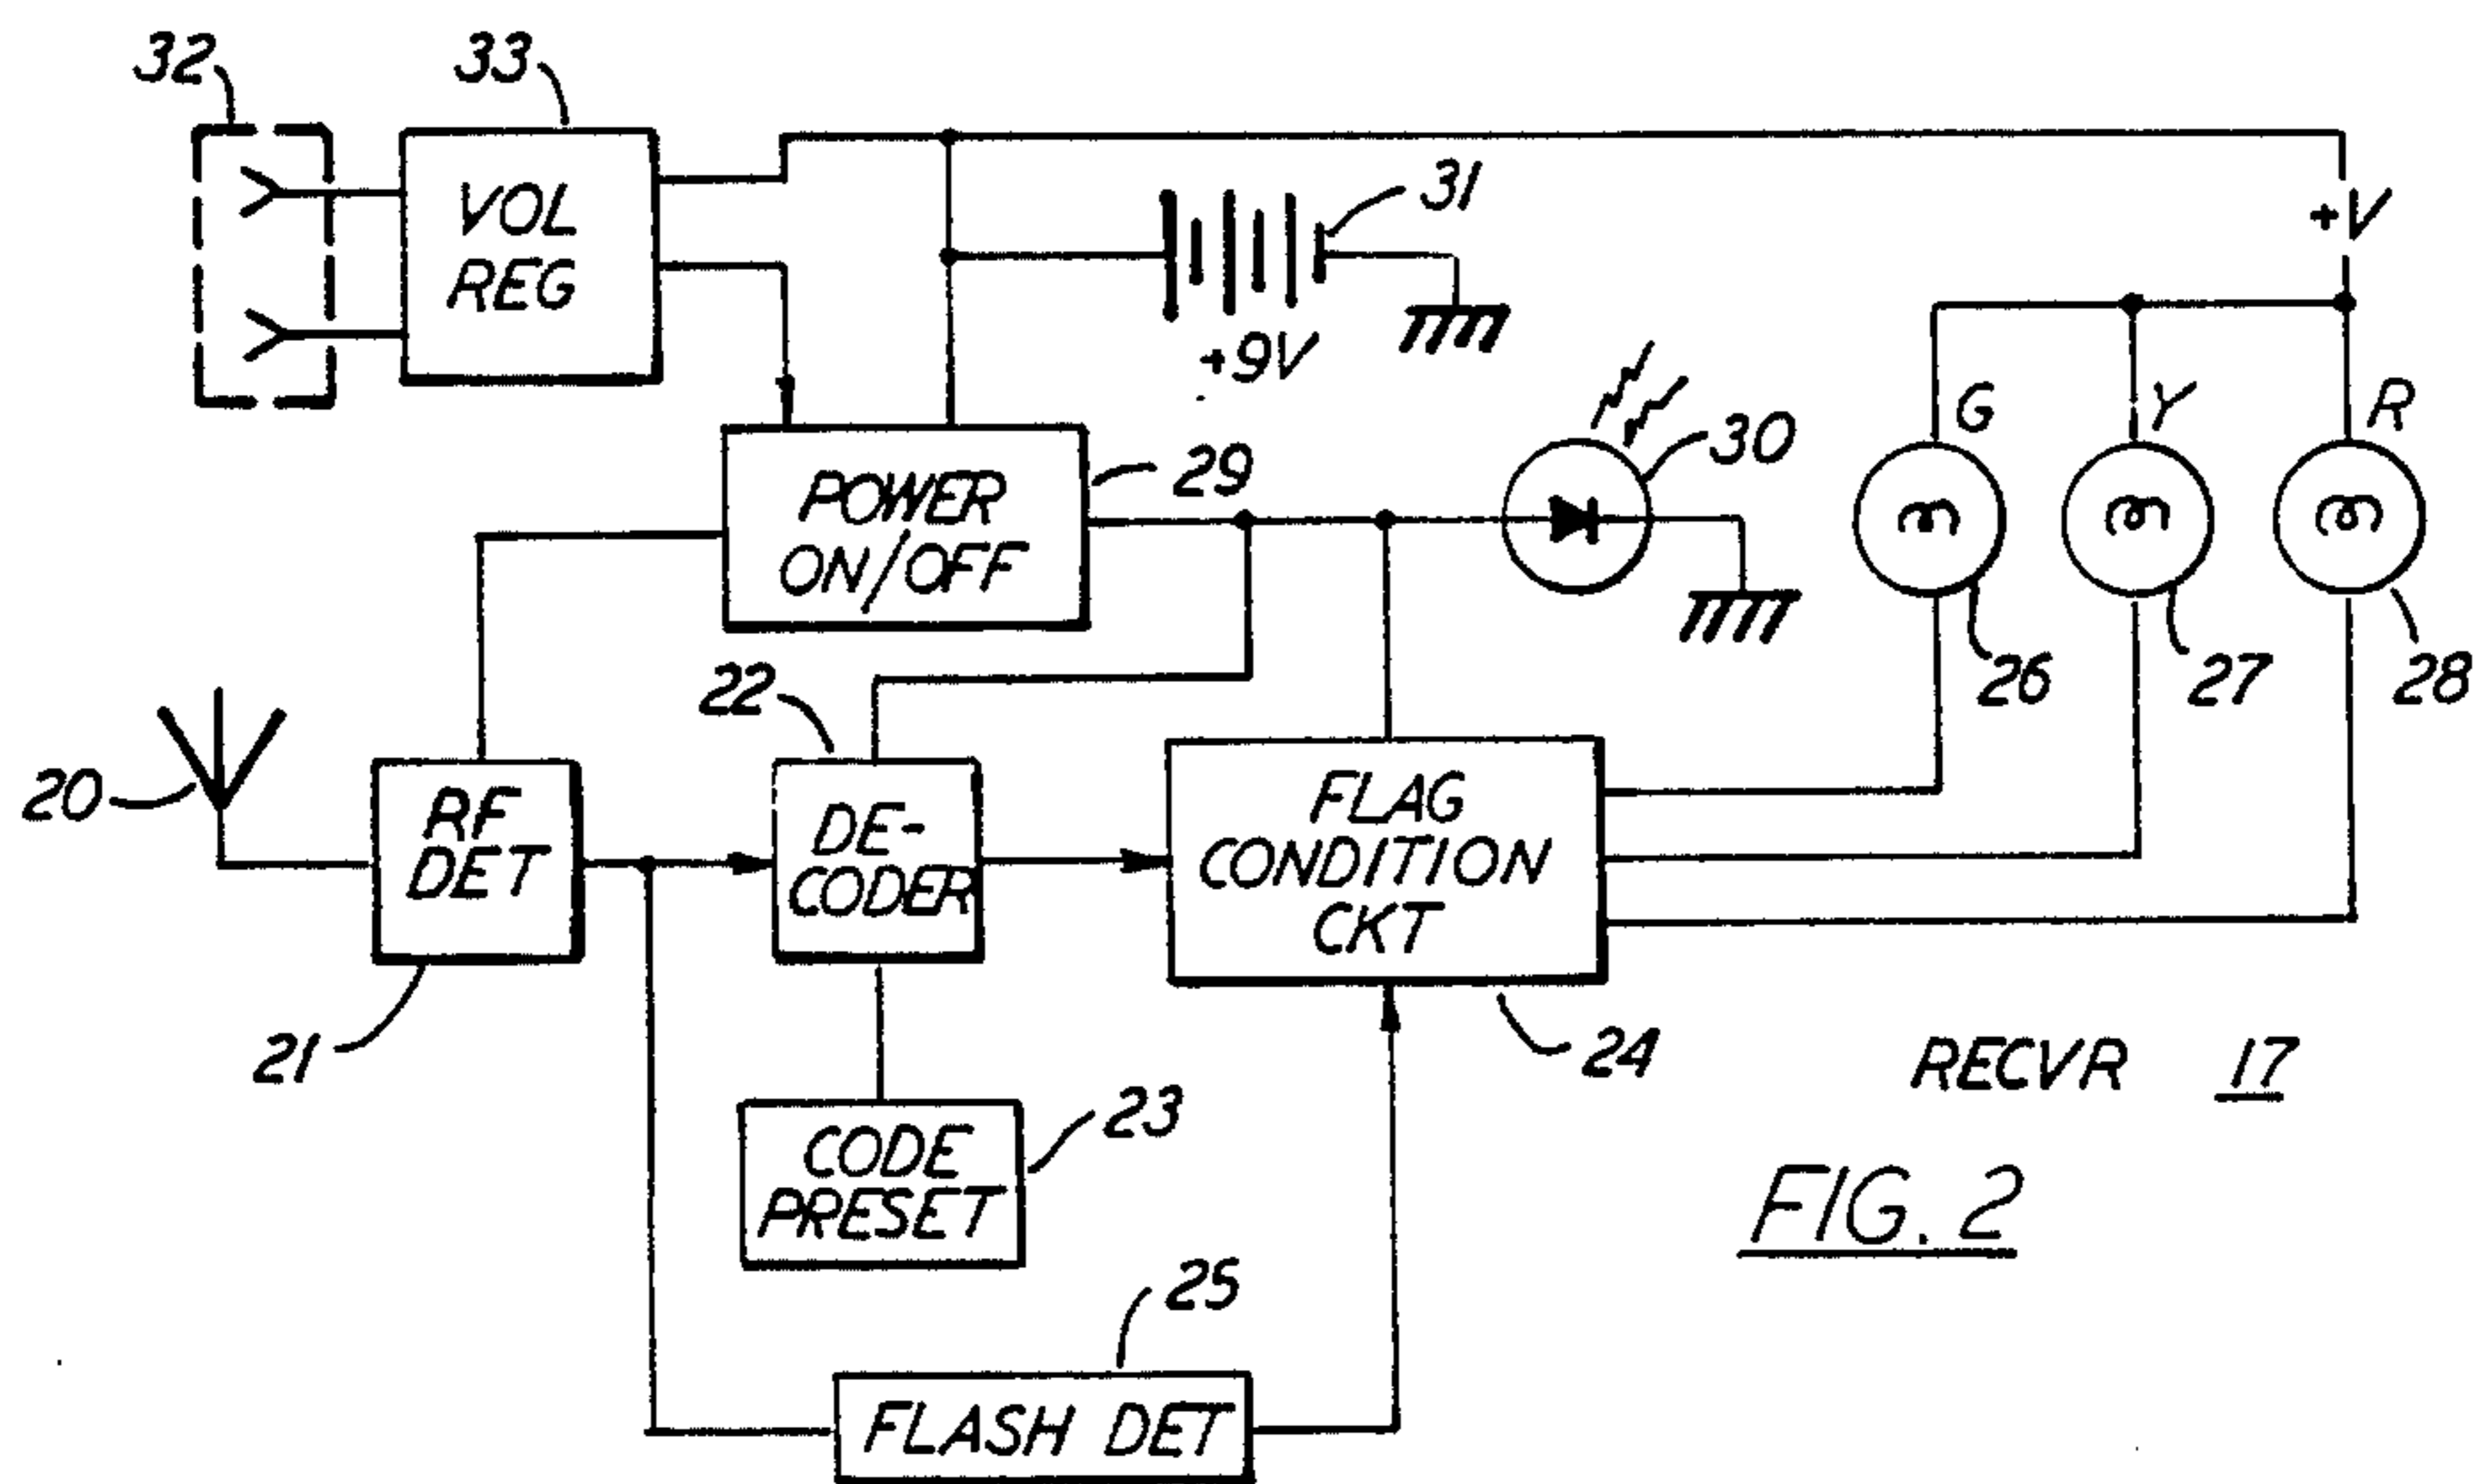 32
33
VOL
REG
31
+V
+9V
G
Y
R
30
29
POWER
ON/OFF
26
27
28
22
20
RF
DET
DE-
CODER
FLAG
CONDITION
CKT
21
24
RECVR 17
23
CODE
PRESET
FIG. 2
25
FLASH DET